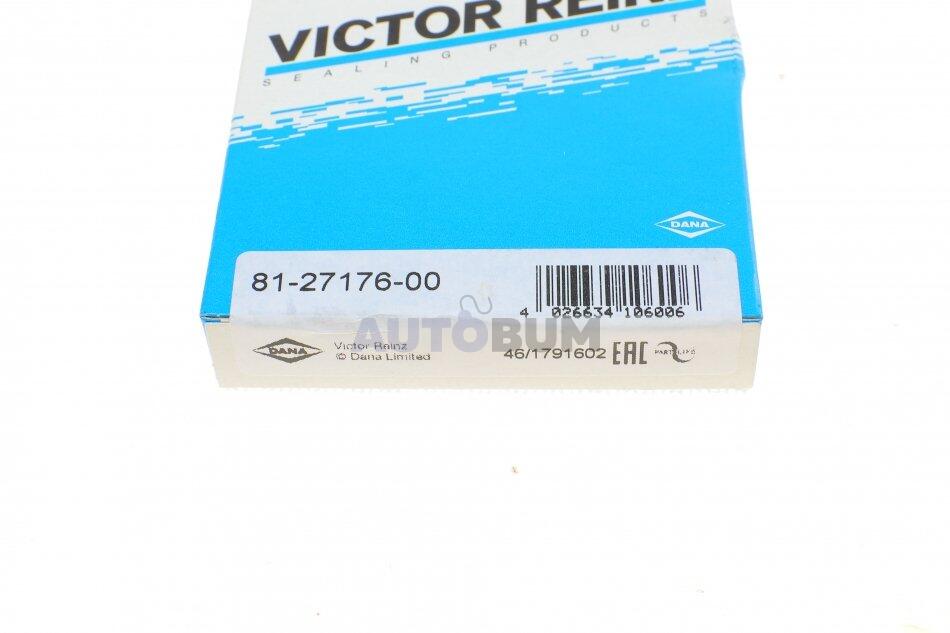 VICTOR REINZ
SEALING PRODUCTS
DANA
81-27176-00
4 026634 106006
AUTOBUM
DANA
Victor Reinz
© Dana Limited
46/1791602 EAC